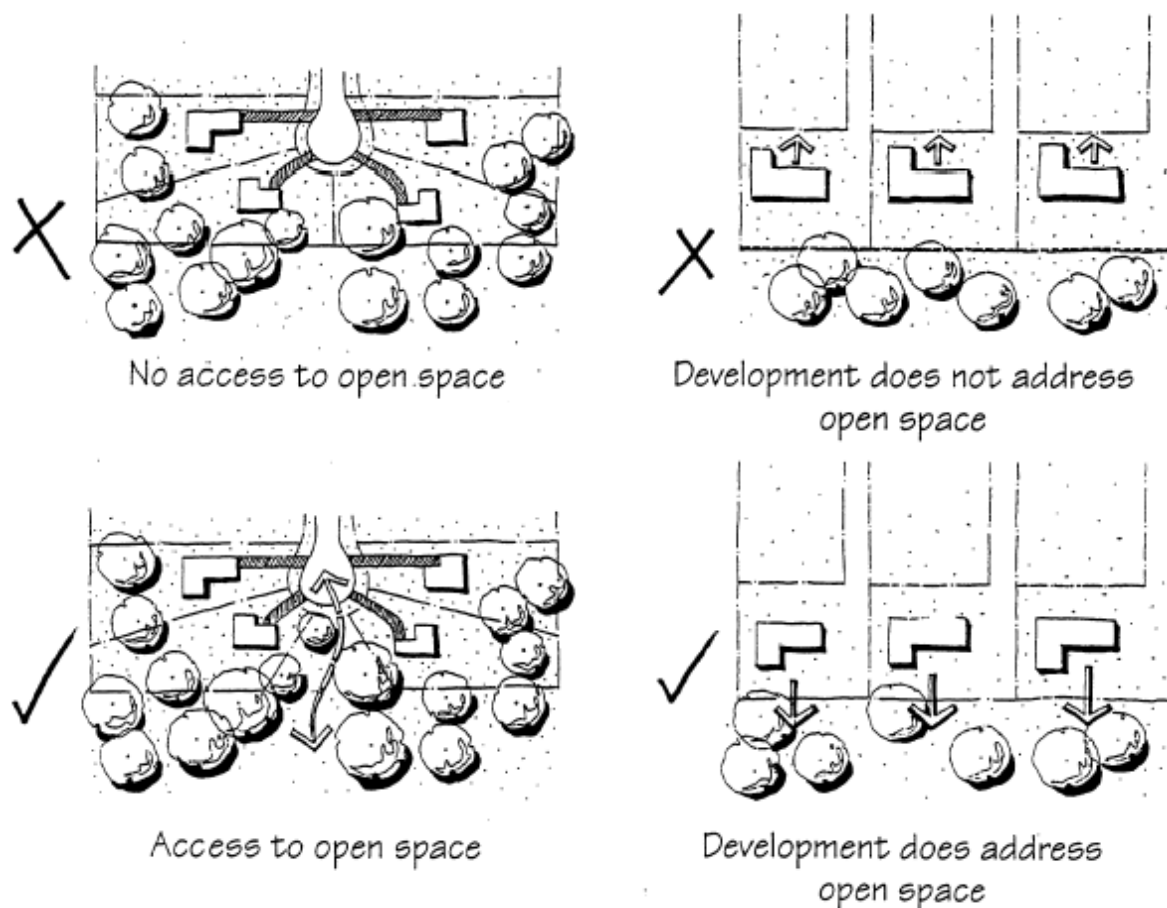 No access to open space
Development does not address
open space
Access to open space
Development does address
open space